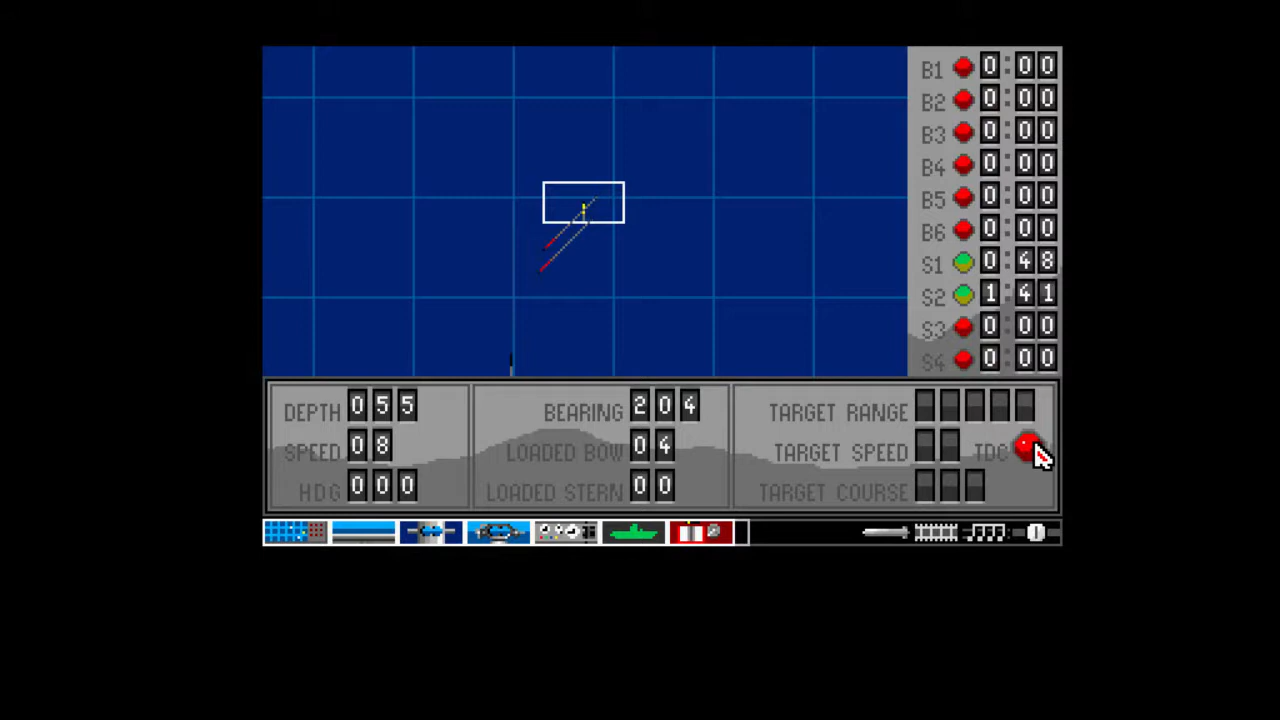 B1 0:00
B2 0:00
B3 0:00
B4 0:00
B5 0:00
B6 0:00
S1 0:48
S2 1:41
S3 0:00
S4 0:00
DEPTH 055
SPEED 08
HDG 000
BEARING 204
LOADED BOW 04
LOADED STERN 00
TARGET RANGE
TARGET SPEED
TDC
TARGET COURSE